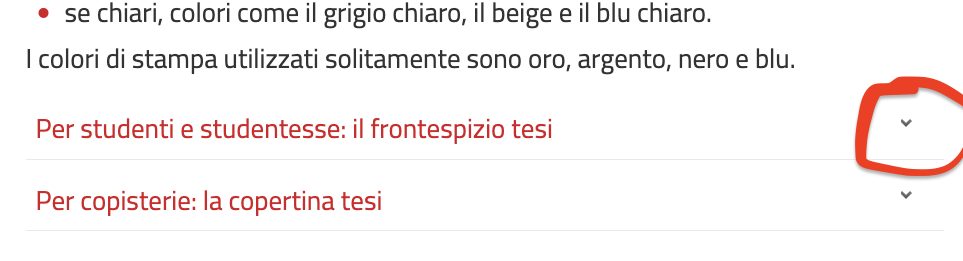 se chiari, colori come il grigio chiaro, il beige e il blu chiaro.
I colori di stampa utilizzati solitamente sono oro, argento, nero e blu.
Per studenti e studentesse: il frontespizio tesi
Per copisterie: la copertina tesi